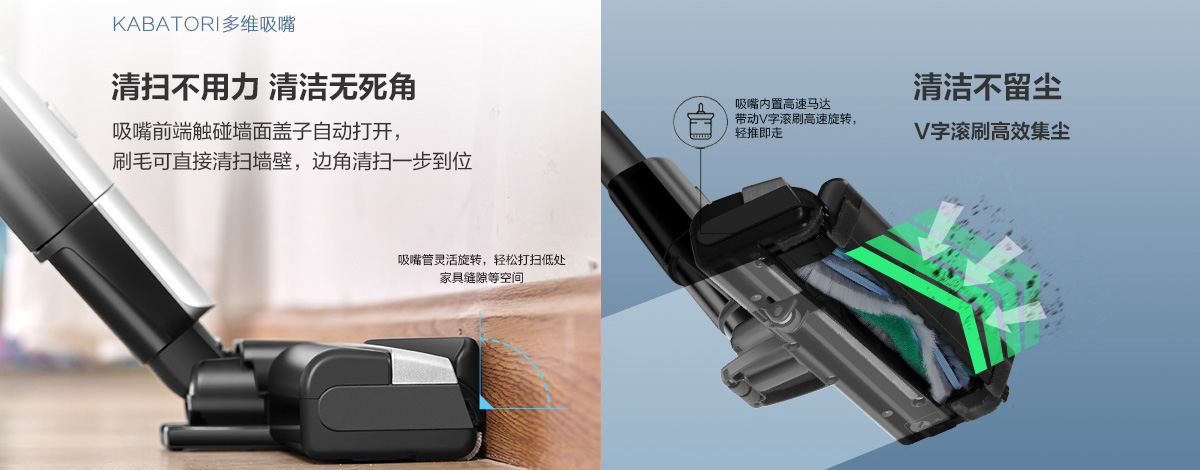 KABATORI多维吸嘴
清扫不用力 清洁无死角
吸嘴前端触碰墙面盖子自动打开，
刷毛可直接清扫墙壁，边角清扫一步到位
吸嘴管灵活旋转，轻松打扫低处
家具缝隙等空间
清洁不留尘
V字滚刷高效集尘
吸嘴内置高速马达
带动V字滚刷高速旋转，
轻推即走